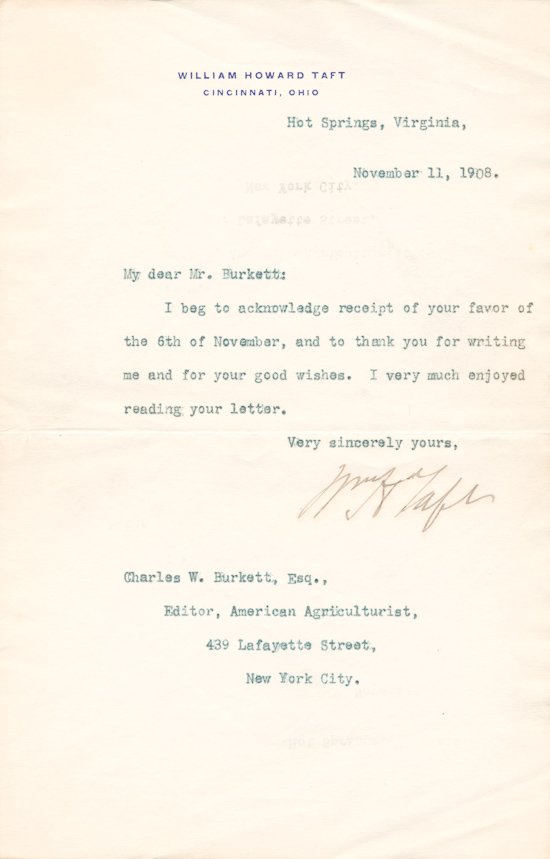 WILLIAM HOWARD TAFT
CINCINNATI, OHIO
Hot Springs, Virginia,
November 11, 1908.
My dear Mr. Burkett:
I beg to acknowledge receipt of your favor of
the 6th of November, and to thank you for writing
me and for your good wishes. I very much enjoyed
reading your letter.
Very sincerely yours,
Wm H Taft
Charles W. Burkett, Esq.,
Editor, American Agriculturist,
439 Lafayette Street,
New York City.